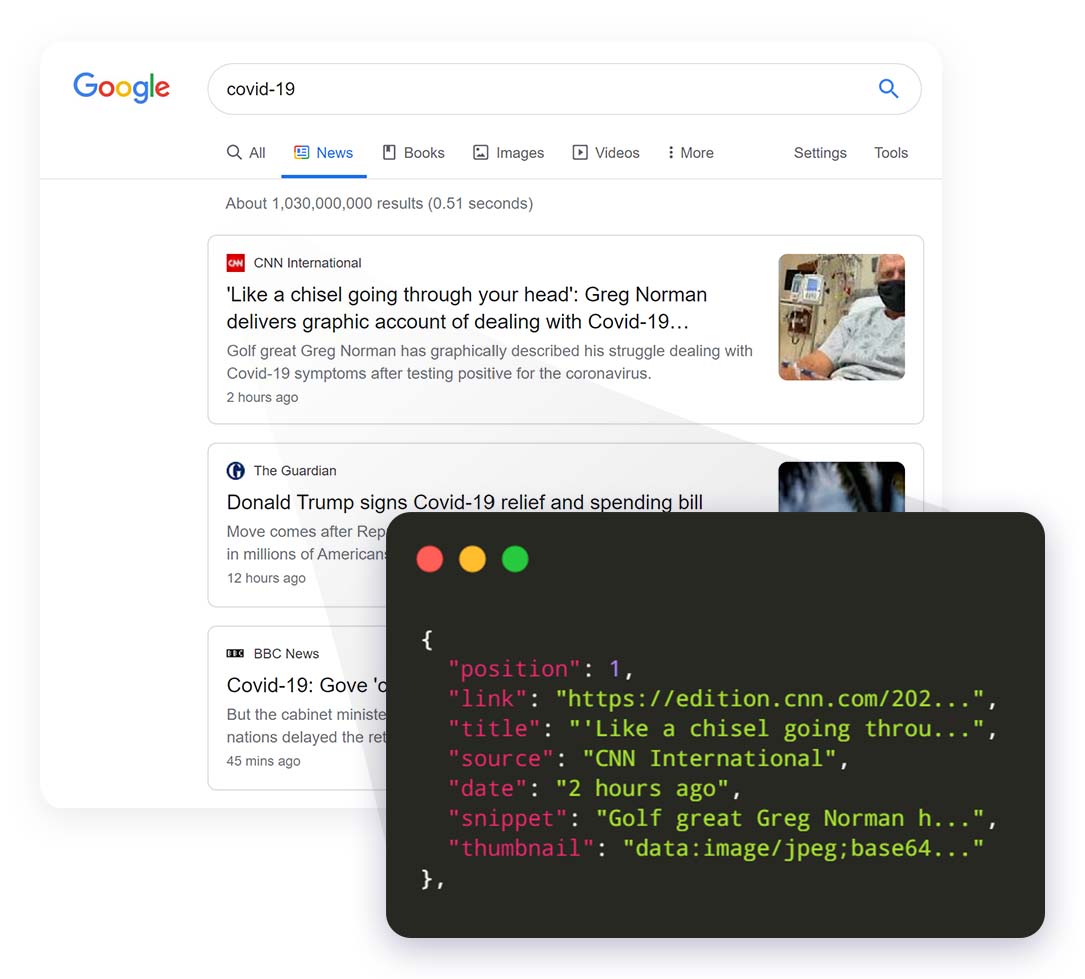 Google
covid-19
All News Books Images Videos More Settings Tools
About 1,030,000,000 results (0.51 seconds)
CNN International
'Like a chisel going through your head': Greg Norman
delivers graphic account of dealing with Covid-19...
Golf great Greg Norman has graphically described his struggle dealing with
Covid-19 symptoms after testing positive for the coronavirus.
2 hours ago
The Guardian
Donald Trump signs Covid-19 relief and spending bill
Move comes after Rep
in millions of Americans
12 hours ago
BBC BBC News
Covid-19: Gove 'o
But the cabinet ministe
nations delayed the ret
45 mins ago
{
"position": 1,
"link": "https://edition.cnn.com/202...",
"title": "'Like a chisel going throu...",
"source": "CNN International",
"date": "2 hours ago",
"snippet": "Golf great Greg Norman h...",
"thumbnail": "data:image/jpeg;base64..."
},